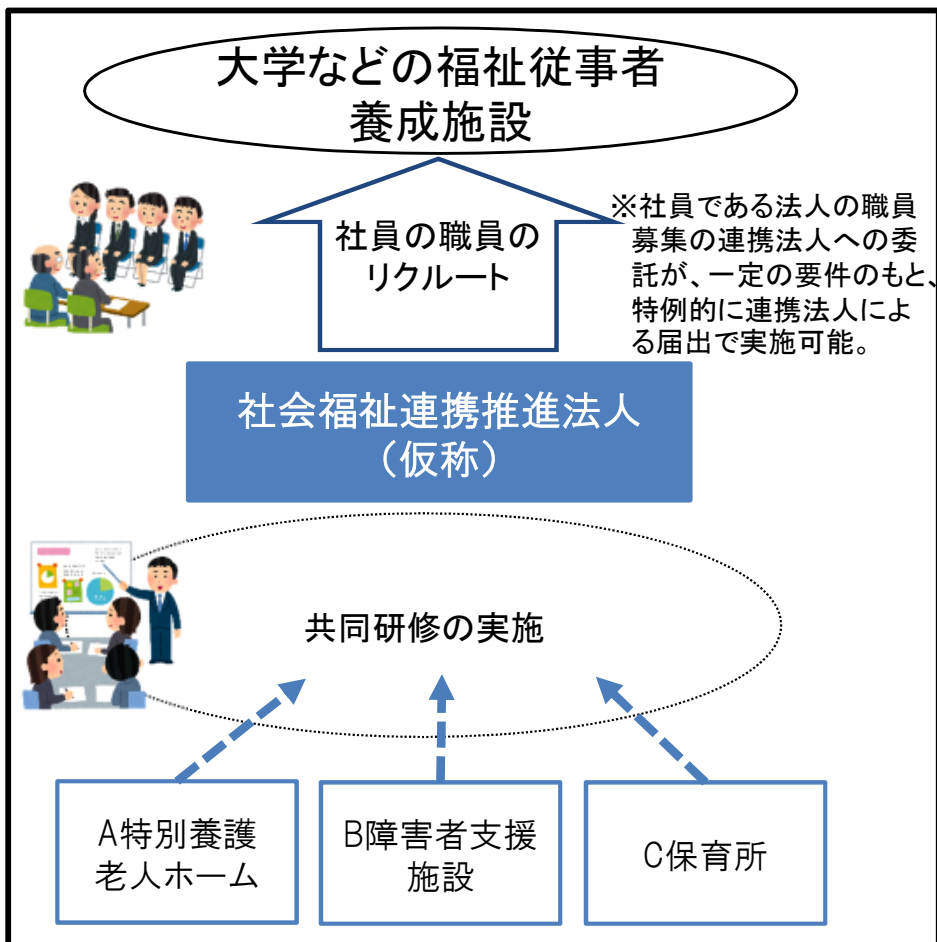 大学などの福祉従事者
養成施設
社員の職員の
リクルート
※社員である法人の職員
募集の連携法人への委
託が、一定の要件のもと、
特例的に連携法人によ
る届出で実施可能。
社会福祉連携推進法人
（仮称）
共同研修の実施
A特別養護
老人ホーム
B障害者支援
施設
C保育所